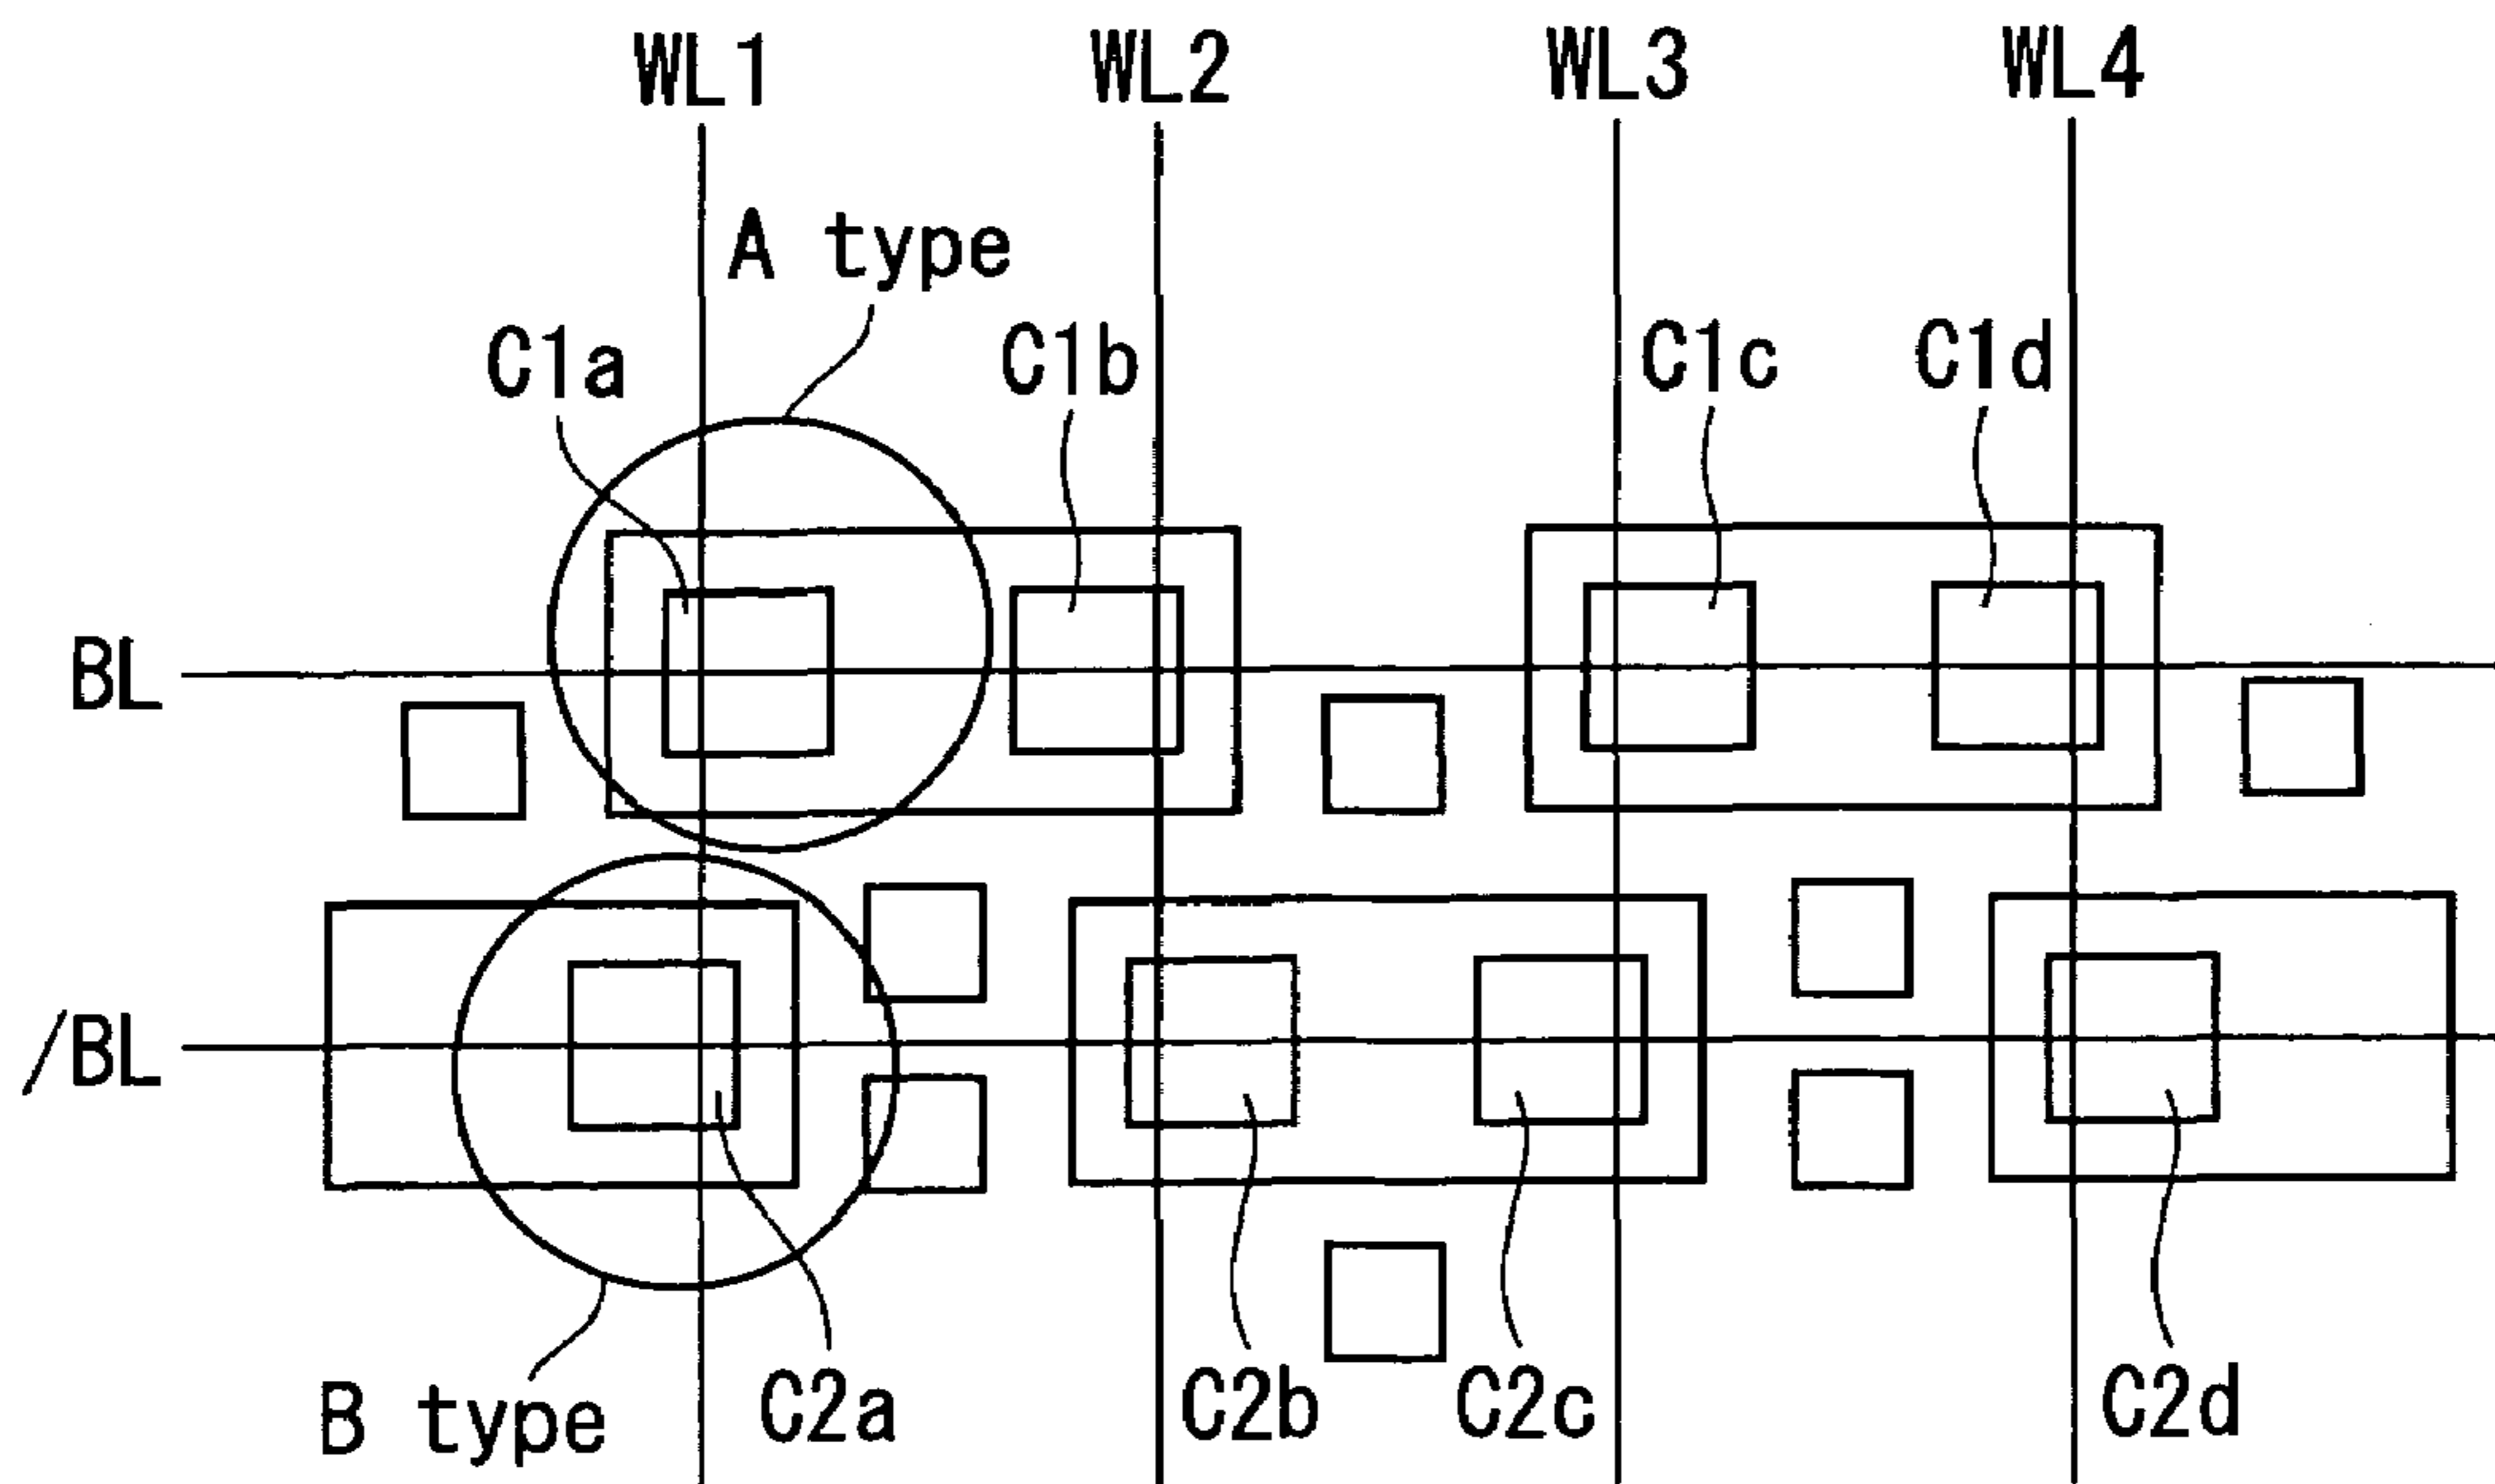 WL1 WL2 WL3 WL4
A type
C1a C1b C1c C1d
BL
/BL
B type C2a C2b C2c C2d